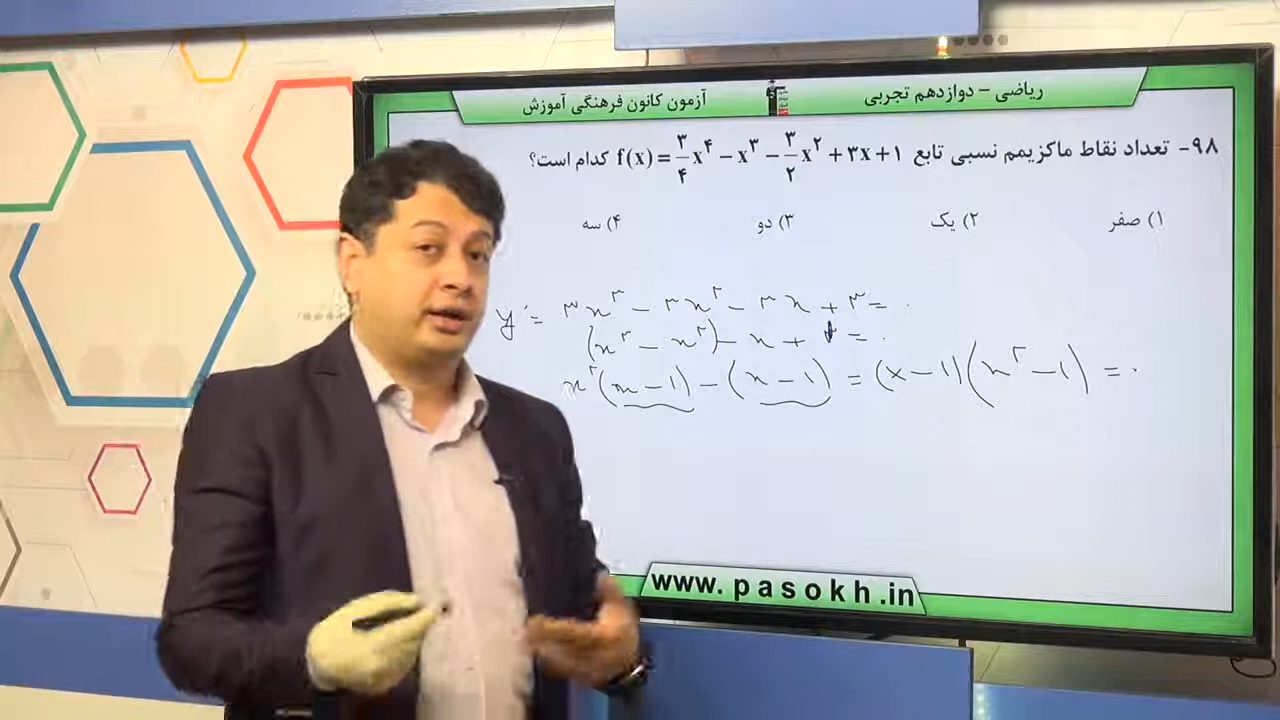 ریاضی – دوازدهم تجربی
آزمون کانون فرهنگی آموزش
۹۸- تعداد نقاط ماکزیمم نسبی تابع f(x) = ۳/۴ x^۴ − x^۳ − ۳/۲ x^۲ + ۳x + ۱ کدام است؟
۱) صفر ۲) یک ۳) دو ۴) سه
y' = ۳x^۳ − ۳x^۲ − ۳x + ۳ = ۰
(x^۳ − x^۲) − x + ۱ = ۰
x^۲(x − ۱) − (x − ۱) = (x − ۱)(x^۲ − ۱) = ۰
www.pasokh.in